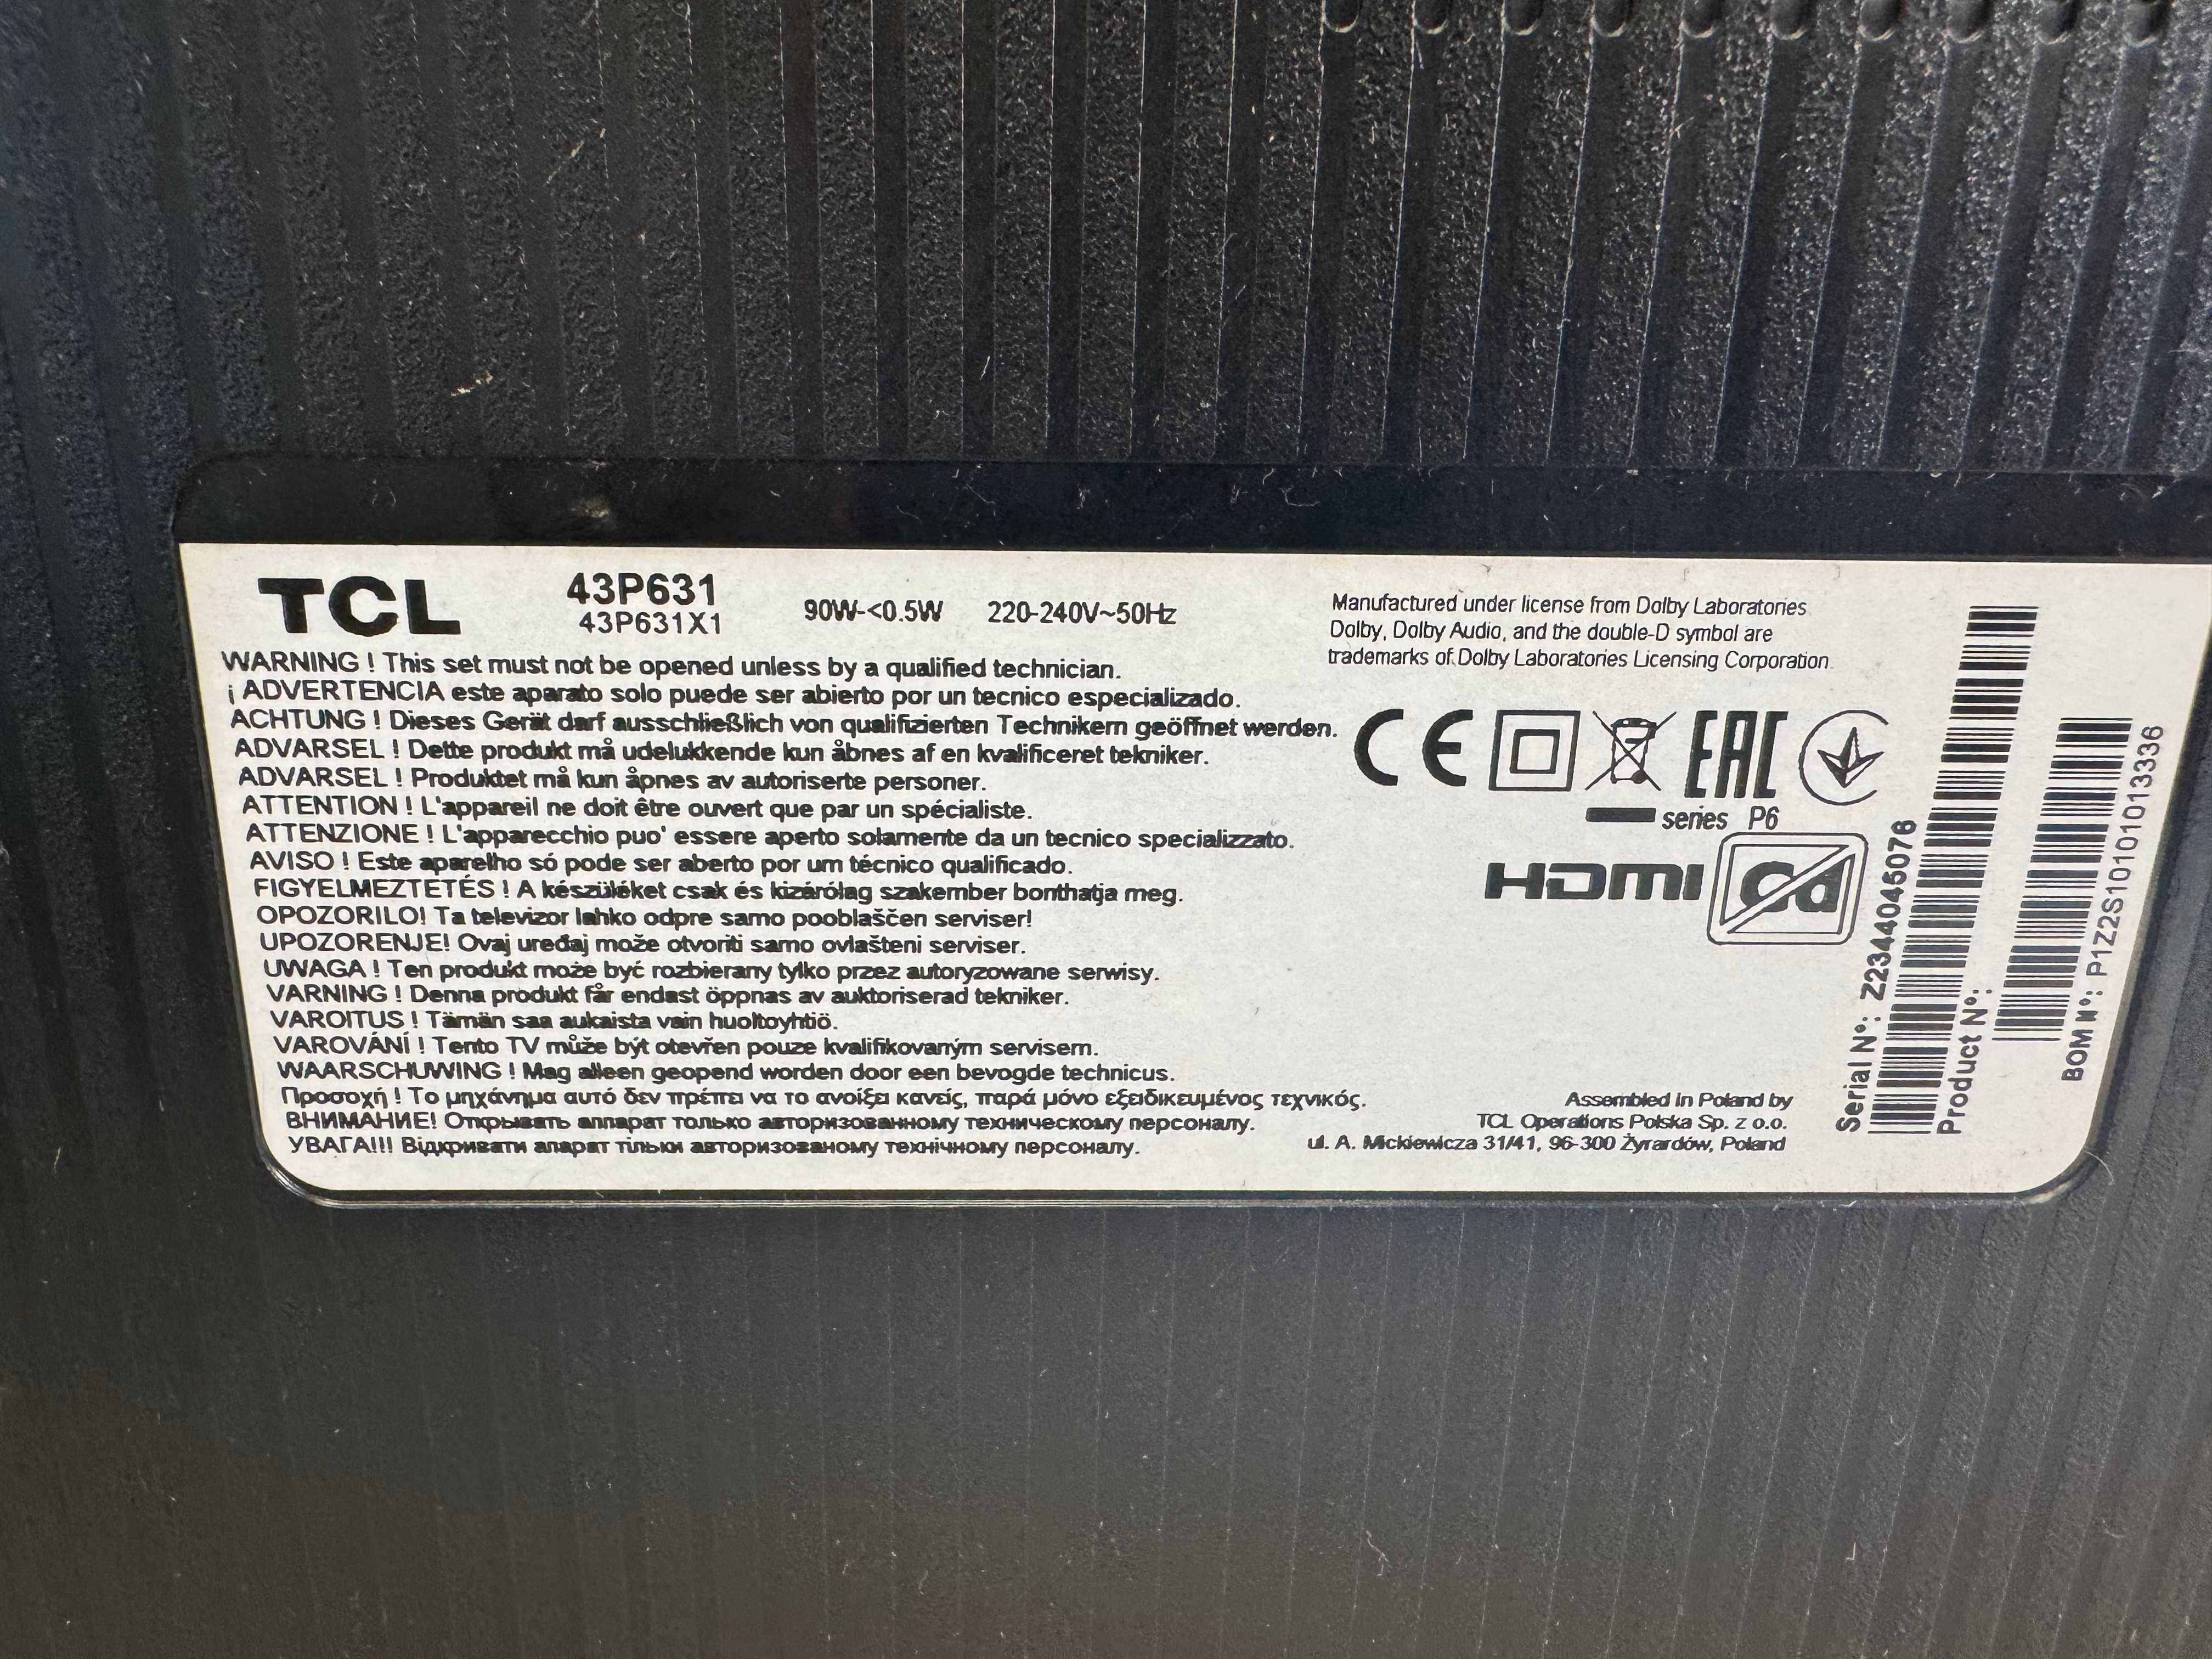 TCL
43P631
43P631X1
90W-<0.5W 220-240V~50Hz
WARNING ! This set must not be opened unless by a qualified technician.
¡ ADVERTENCIA este aparato solo puede ser abierto por un tecnico especializado.
ACHTUNG ! Dieses Gerät darf ausschließlich von qualifizierten Technikern geöffnet werden.
ADVARSEL ! Dette produkt må udelukkende kun åbnes af en kvalificeret tekniker.
ADVARSEL ! Produktet må kun åpnes av autoriserte personer.
ATTENTION ! L'appareil ne doit être ouvert que par un spécialiste.
ATTENZIONE ! L'apparecchio puo' essere aperto solamente da un tecnico specializzato.
AVISO ! Este aparelho só pode ser aberto por um técnico qualificado.
FIGYELMEZTETÉS ! A készüléket csak és kizárólag szakember bonthatja meg.
OPOZORILO! Ta televizor lahko odpre samo pooblaščen serviser!
UPOZORENJE! Ovaj uređaj može otvoriti samo ovlašteni serviser.
UWAGA ! Ten produkt może być rozbierany tylko przez autoryzowane serwisy.
VARNING ! Denna produkt får endast öppnas av auktoriserad tekniker.
VAROITUS ! Tämän saa aukaista vain huoltoyhtiö.
VAROVÁNÍ ! Tento TV může být otevřen pouze kvalifikovaným servisem.
WAARSCHUWING ! Mag alleen geopend worden door een bevogde technicus.
Προσοχή ! Το μηχάνημα αυτό δεν πρέπει να το ανοίξει κανείς, παρά μόνο εξειδικευμένος τεχνικός.
ВНИМАНИЕ! Открывать аппарат только авторизованному техническому персоналу.
УВАГА!!! Відкривати апарат тільки авторизованому технічному персоналу.
Manufactured under license from Dolby Laboratories
Dolby, Dolby Audio, and the double-D symbol are
trademarks of Dolby Laboratories Licensing Corporation.
CE EAC
series P6
HDMI Cd
Assembled in Poland by
TCL Operations Polska Sp. z o.o.
ul. A. Mickiewicza 31/41, 96-300 Żyrardów, Poland
Serial N°: Z23440445076
Product N°:
BOM N°: P1Z2S10101013336